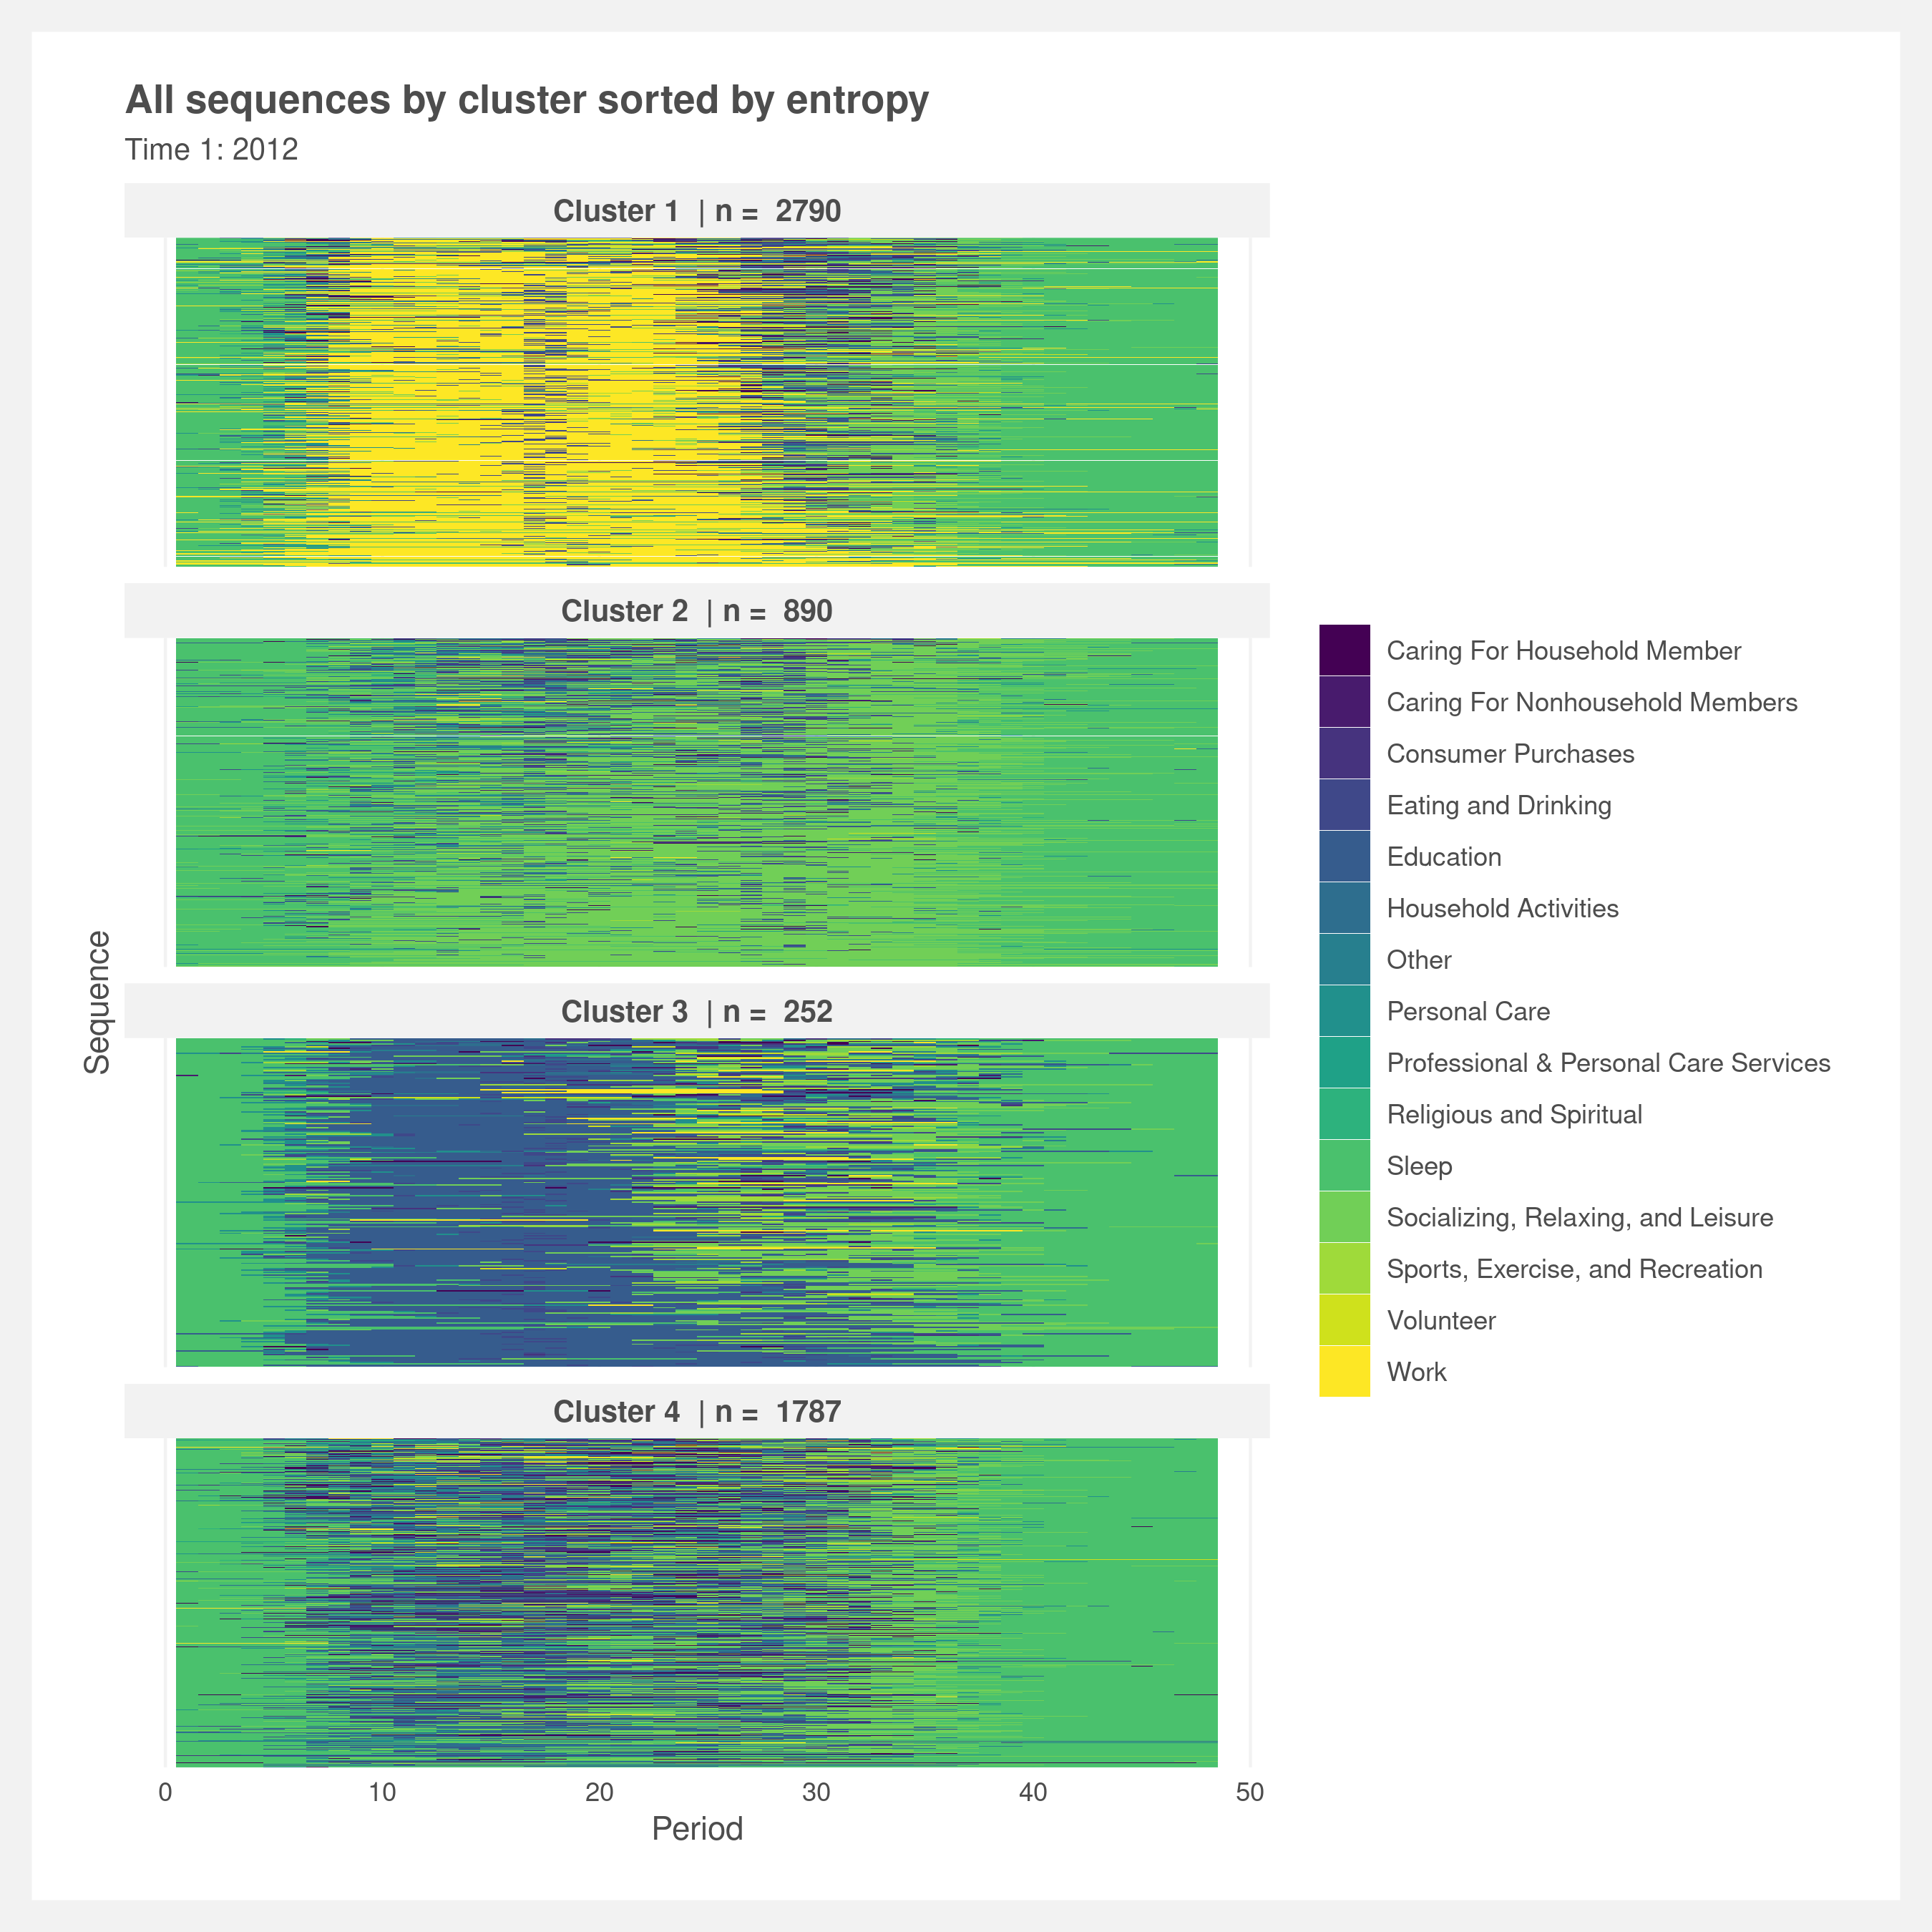 All sequences by cluster sorted by entropy
Time 1: 2012
Cluster 1 | n = 2790
Cluster 2 | n = 890
Cluster 3 | n = 252
Cluster 4 | n = 1787
Sequence
0 10 20 30 40 50
Period
Caring For Household Member
Caring For Nonhousehold Members
Consumer Purchases
Eating and Drinking
Education
Household Activities
Other
Personal Care
Professional & Personal Care Services
Religious and Spiritual
Sleep
Socializing, Relaxing, and Leisure
Sports, Exercise, and Recreation
Volunteer
Work